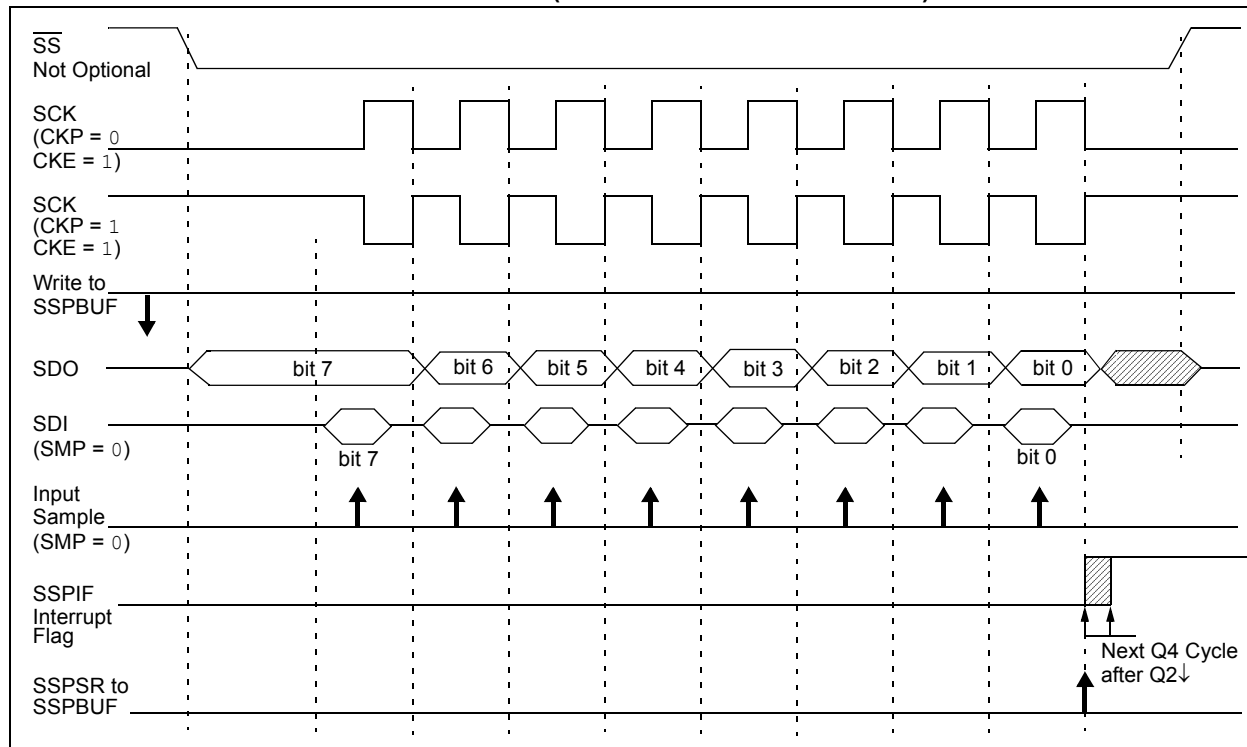 SS
Not Optional
SCK
(CKP = 0
CKE = 1)
SCK
(CKP = 1
CKE = 1)
Write to
SSPBUF
SDO
bit 7
bit 6
bit 5
bit 4
bit 3
bit 2
bit 1
bit 0
SDI
(SMP = 0)
bit 7
bit 0
Input
Sample
(SMP = 0)
SSPIF
Interrupt
Flag
Next Q4 Cycle
after Q2↓
SSPSR to
SSPBUF